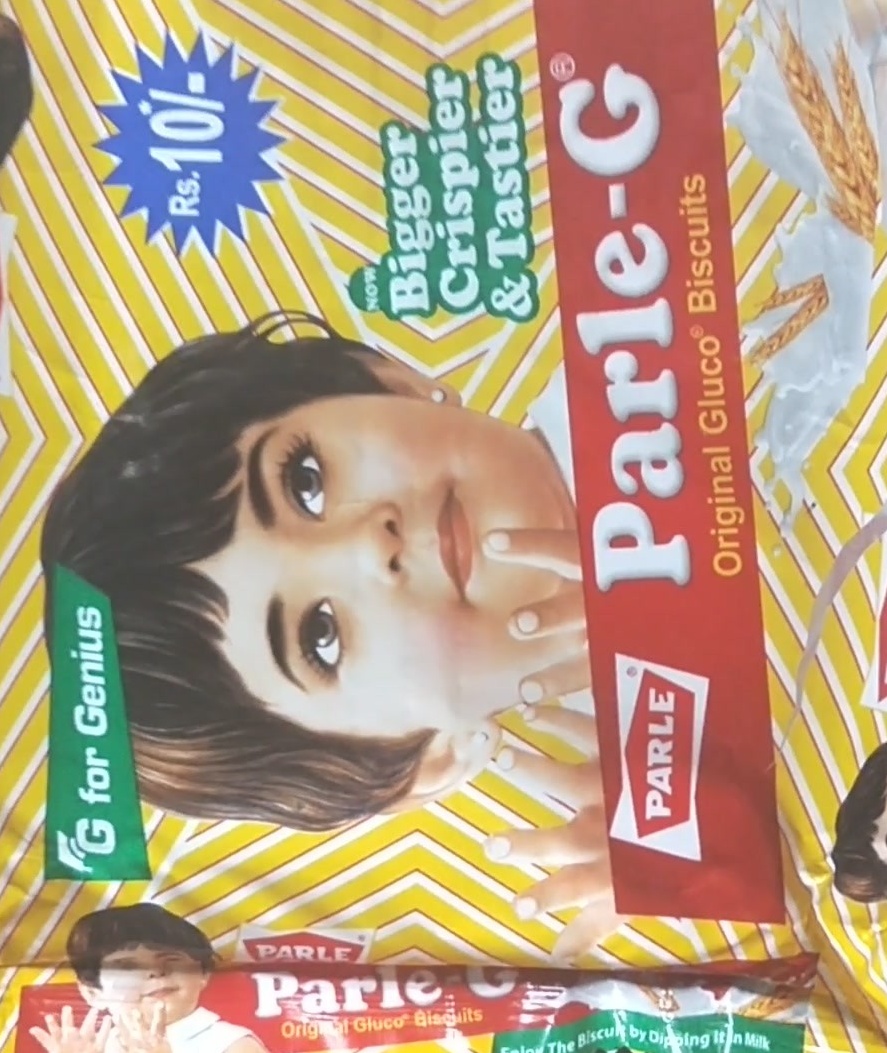 Rs. 10*/-
NOW
Bigger
Crispier
& Tastier
G for Genius
PARLE®
Parle-G®
Original Gluco® Biscuits
PARLE
Parle-G
Original Gluco® Biscuits
Enjoy The Biscuit by Dipping It in Milk